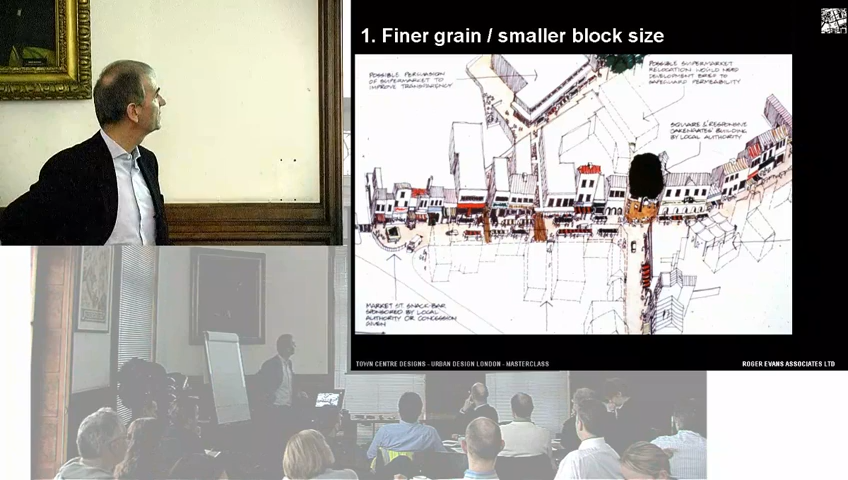 1. Finer grain / smaller block size
POSSIBLE PERVASION
OF SUPERMARKET TO
IMPROVE TRANSPARENCY
POSSIBLE SUPERMARKET
RELOCATION WOULD NEED
DEVELOPMENT BRIEF TO
SAFEGUARD PERMEABILITY
SQUARE & 'RESPONSIVE
OAKENGATES' BUILDING
BY LOCAL AUTHORITY
MARKET ST. SNACK-BAR
SPONSORED BY LOCAL
AUTHORITY OR CONCESSION
GIVEN
TOWN CENTRE DESIGNS - URBAN DESIGN LONDON - MASTERCLASS
ROGER EVANS ASSOCIATES LTD